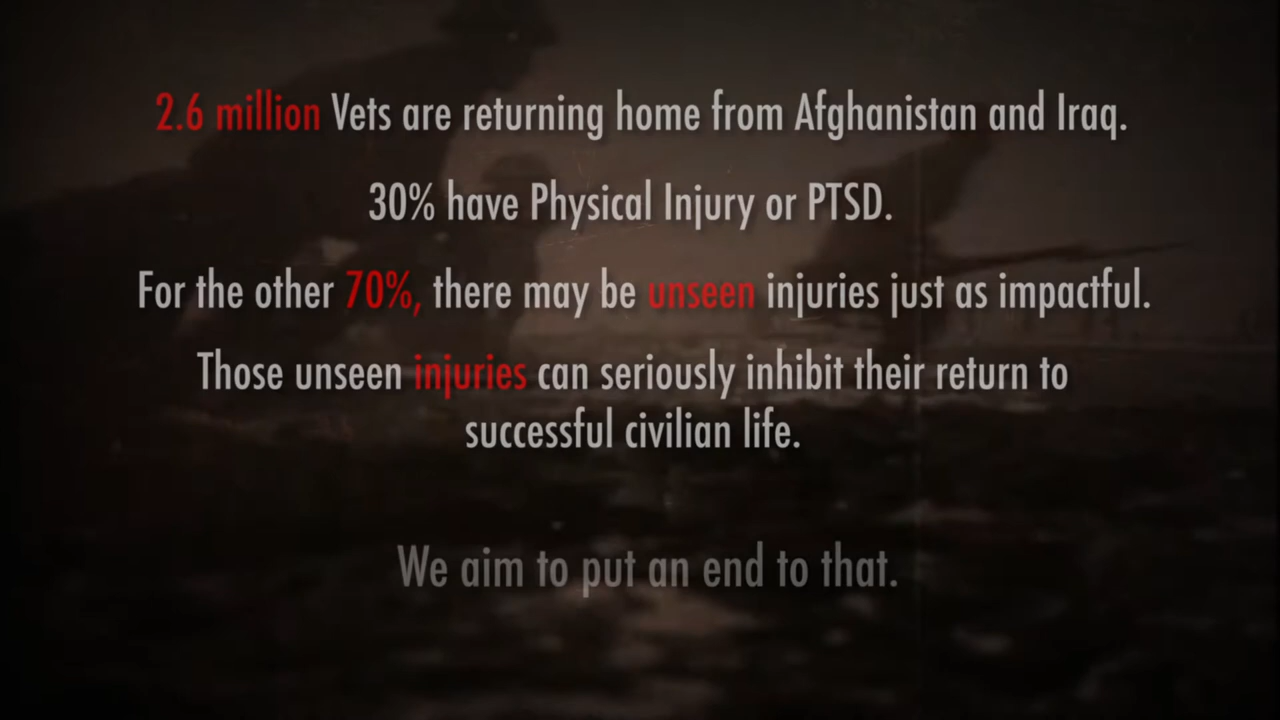 2.6 million Vets are returning home from Afghanistan and Iraq.
30% have Physical Injury or PTSD.
For the other 70%, there may be unseen injuries just as impactful.
Those unseen injuries can seriously inhibit their return to
successful civilian life.
We aim to put an end to that.